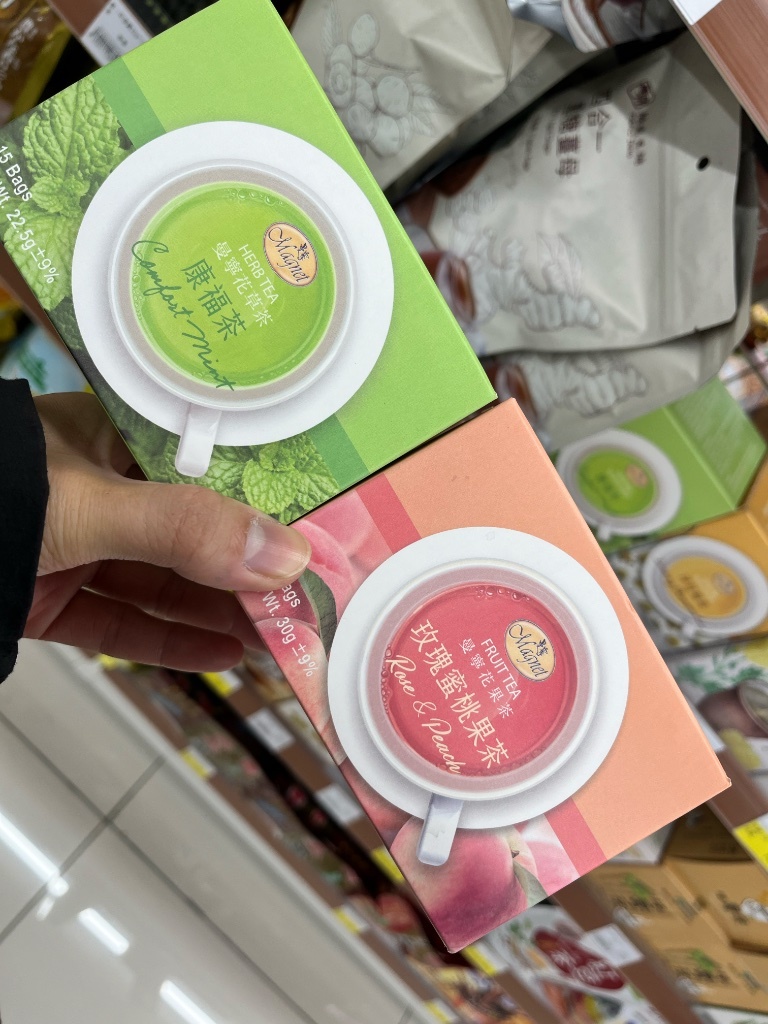 15 Bags
Wt. 22.5g±9%
Magnet
HERB TEA
曼寧花草茶
康福茶
Comfort Mint
Bags
Wt. 30g±9%
Magnet
FRUIT TEA
曼寧花果茶
玫瑰蜜桃果茶
Rose & Peach